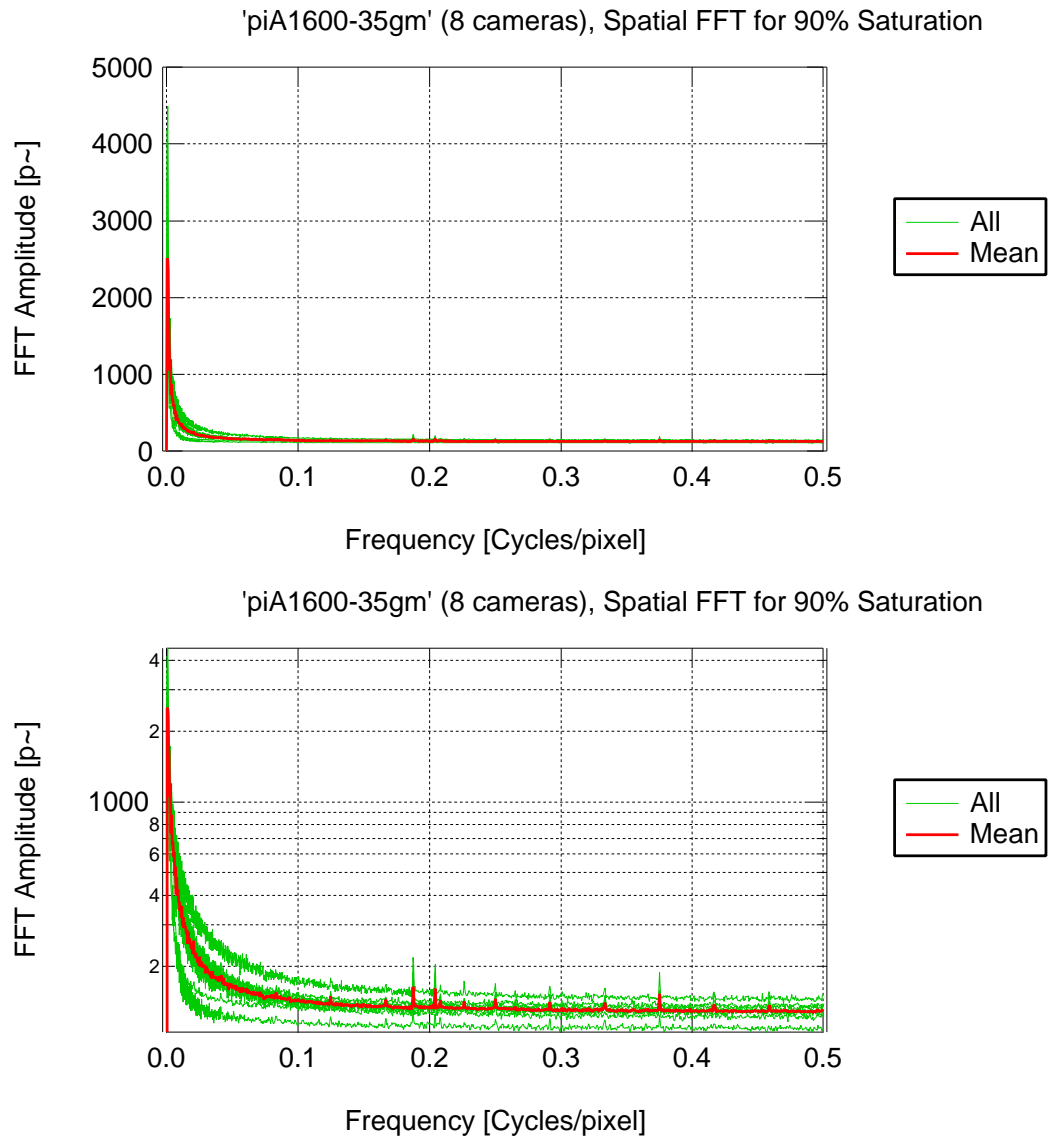 'piA1600-35gm' (8 cameras), Spatial FFT for 90% Saturation
5000
4000
3000
2000
1000
0
FFT Amplitude [p~]
0.0 0.1 0.2 0.3 0.4 0.5
Frequency [Cycles/pixel]
All
Mean
'piA1600-35gm' (8 cameras), Spatial FFT for 90% Saturation
4
2
1000
8
6
4
2
FFT Amplitude [p~]
0.0 0.1 0.2 0.3 0.4 0.5
Frequency [Cycles/pixel]
All
Mean